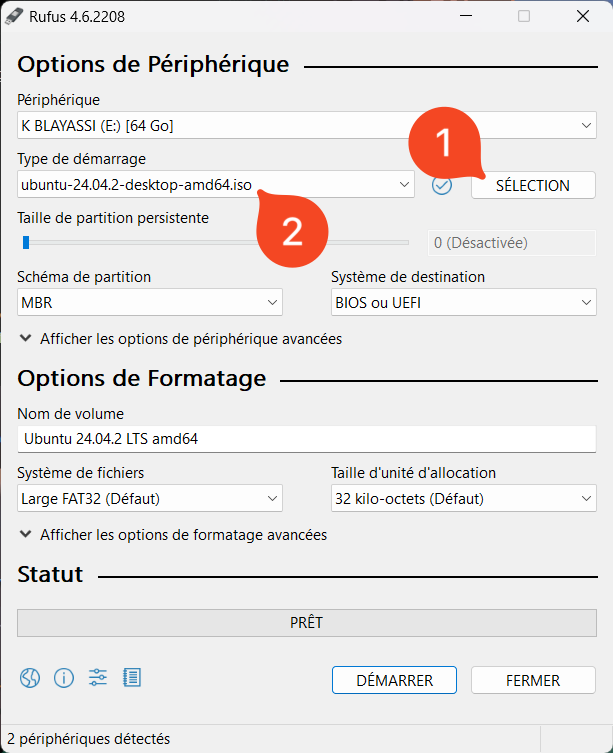 Rufus 4.6.2208
Options de Périphérique
Périphérique
K BLAYASSI (E:) [64 Go]
1
Type de démarrage
ubuntu-24.04.2-desktop-amd64.iso
SÉLECTION
2
Taille de partition persistente
0 (Désactivée)
Schéma de partition
Système de destination
MBR
BIOS ou UEFI
Afficher les options de périphérique avancées
Options de Formatage
Nom de volume
Ubuntu 24.04.2 LTS amd64
Système de fichiers
Taille d'unité d'allocation
Large FAT32 (Défaut)
32 kilo-octets (Défaut)
Afficher les options de formatage avancées
Statut
PRÊT
DÉMARRER
FERMER
2 périphériques détectés